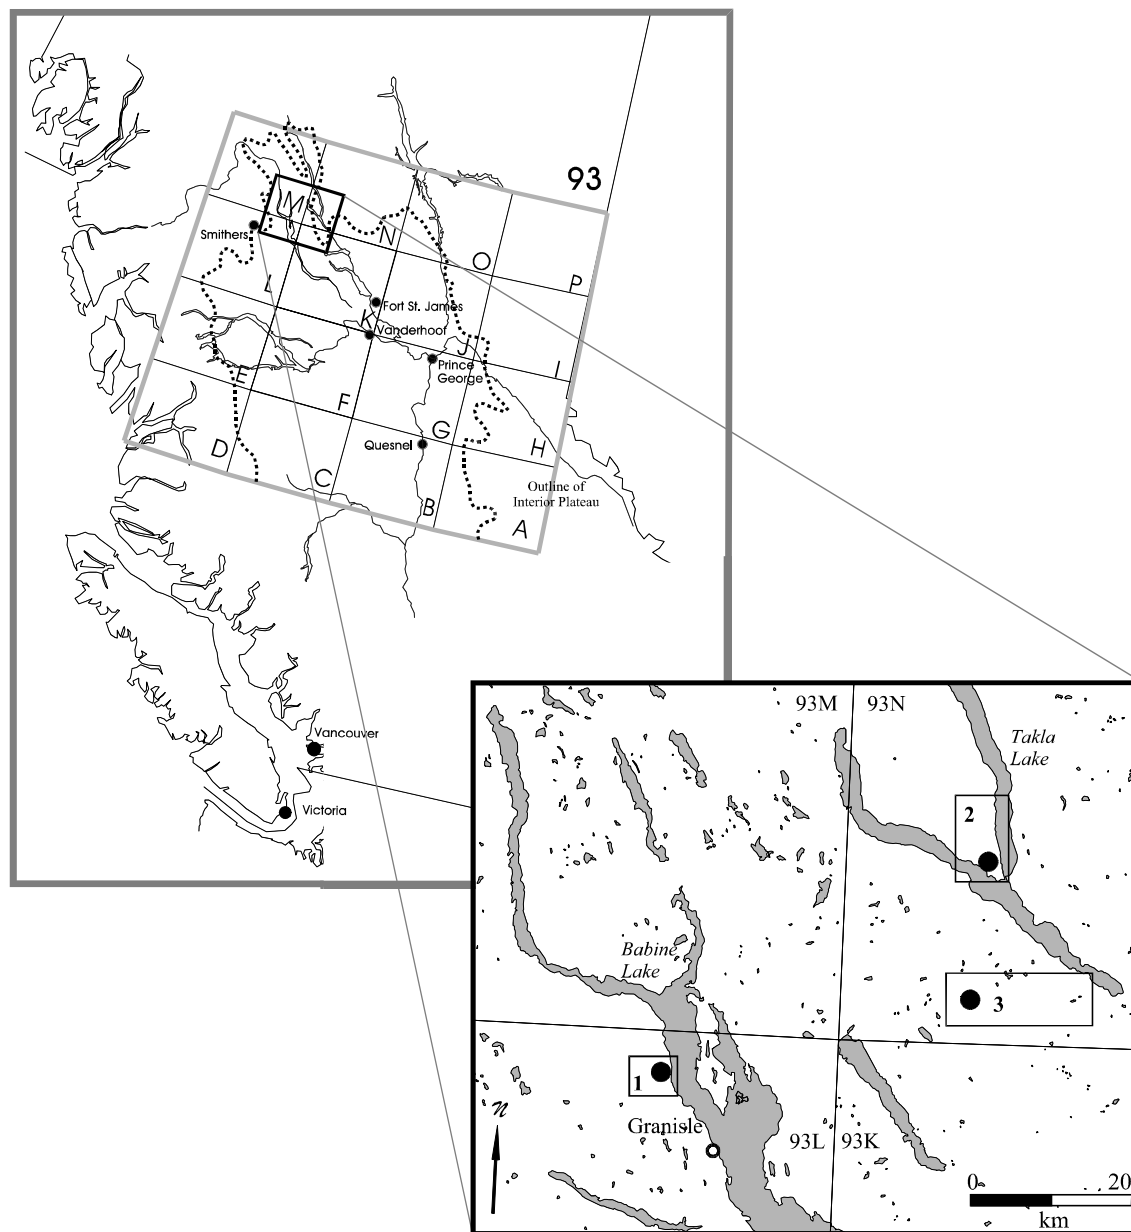 93
M
Smithers
N
O
P
L
Fort St. James
K
Vanderhoof
J
Prince
George
I
E
F
G
Quesnel
H
D
C
Outline of
Interior Plateau
B
A
Vancouver
Victoria
93M
93N
Takla
Lake
2
Babine
Lake
3
1
Granisle
93L
93K
n
0
20
km